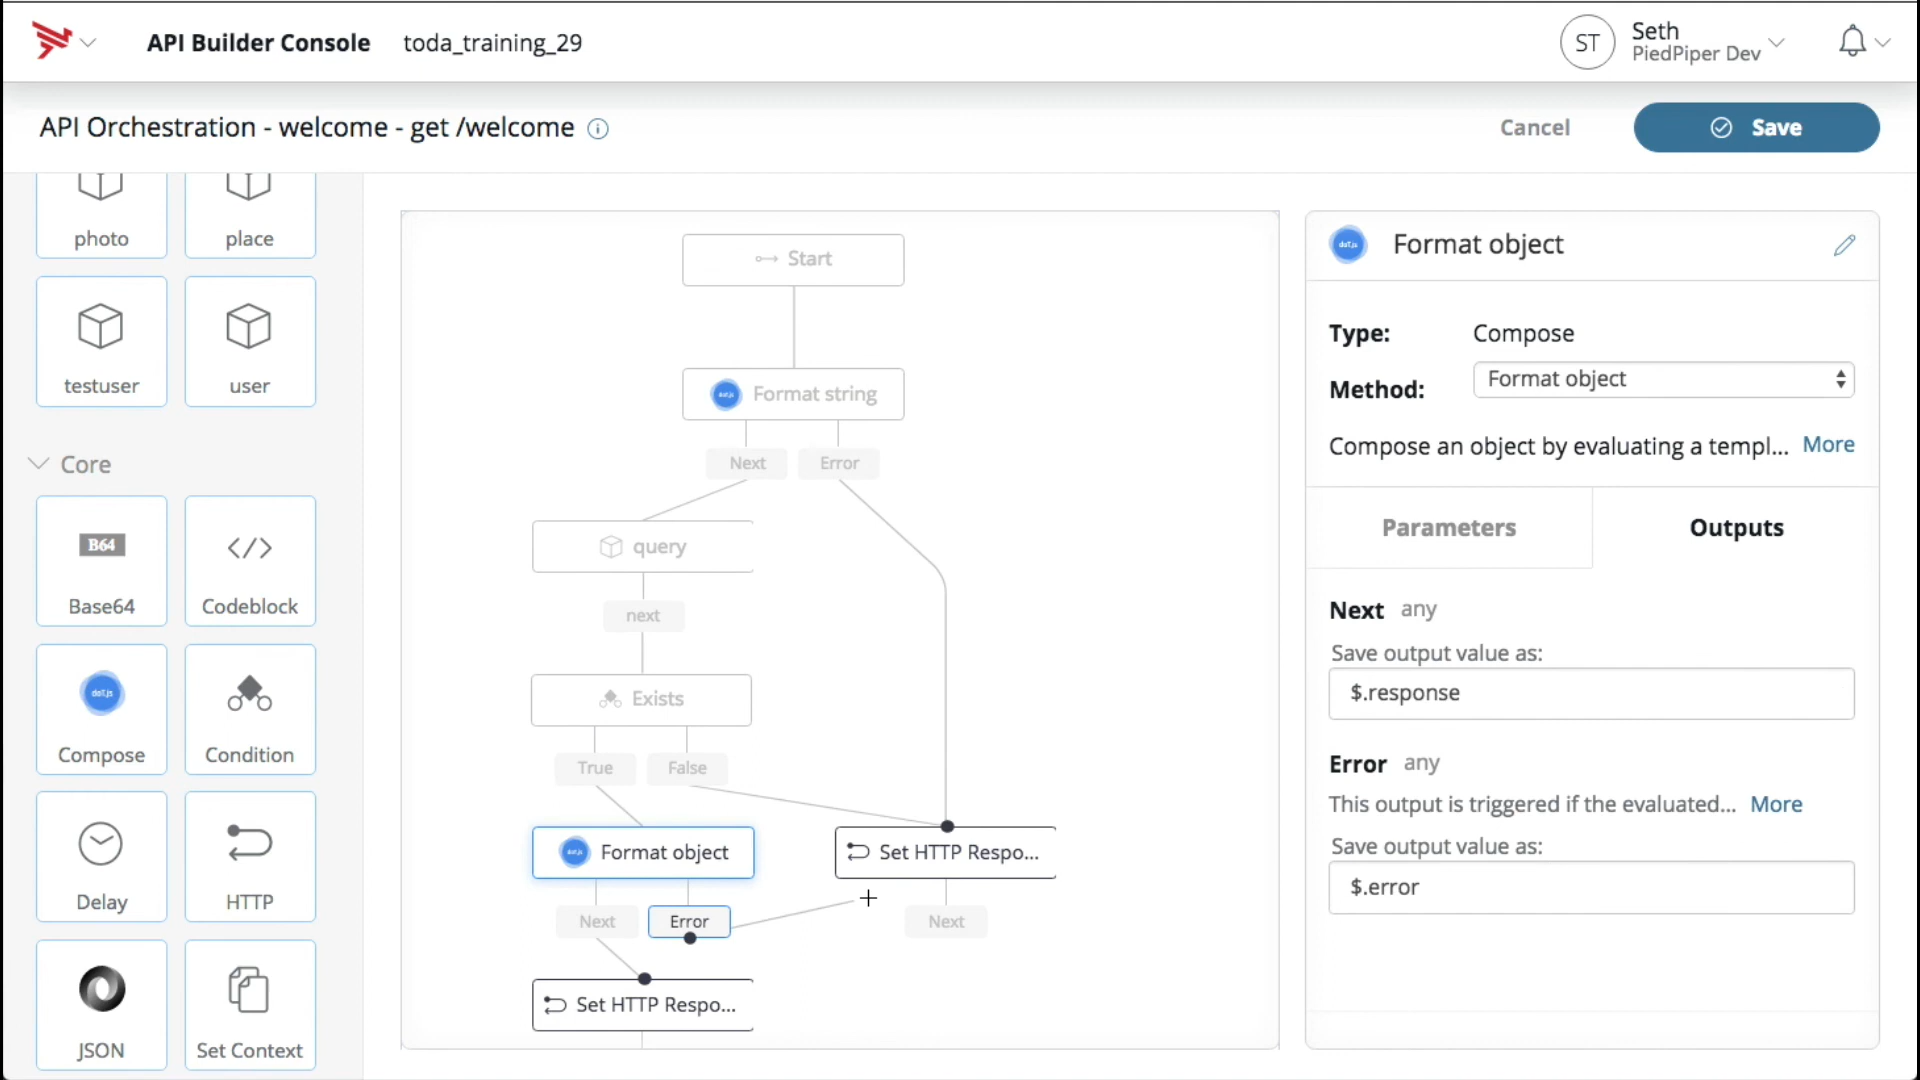 API Builder Console
toda_training_29
ST
Seth
PiedPiper Dev
API Orchestration - welcome - get /welcome
Cancel
Save
photo
place
testuser
user
Core
B64
Base64
Codeblock
dot.js
Compose
Condition
Delay
HTTP
JSON
Set Context
Start
Format string
Next
Error
query
next
Exists
True
False
Format object
Set HTTP Respo...
Next
Error
Next
Set HTTP Respo...
Format object
Type:
Compose
Method:
Format object
Compose an object by evaluating a templ... More
Parameters
Outputs
Next any
Save output value as:
$.response
Error any
This output is triggered if the evaluated... More
Save output value as:
$.error